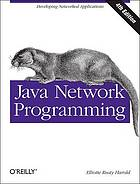 Developing Networked Applications
4th Edition
Java Network
Programming
O'REILLY®
Elliotte Rusty Harold